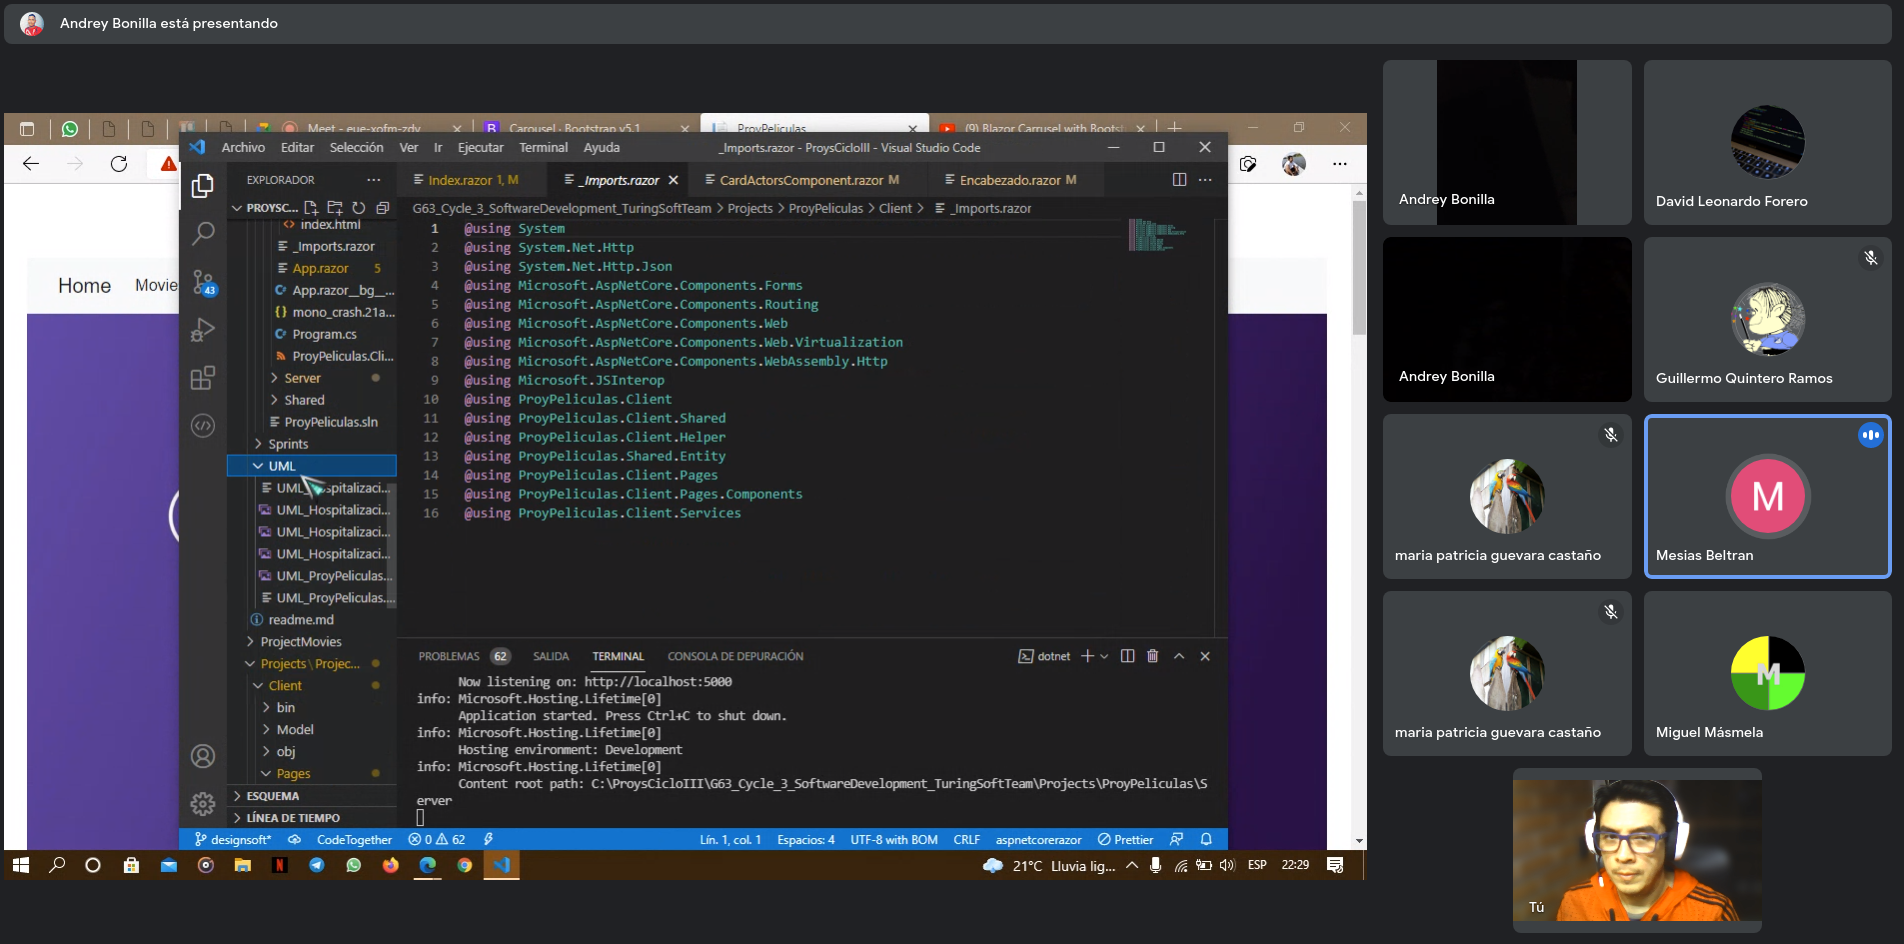 Andrey Bonilla está presentando
Meet - eue-xofm-zdv
B Carousel · Bootstrap v5.1
ProyPeliculas
(9) Blazor Carrusel with Bootst
Home
Movie
Archivo Editar Selección Ver Ir Ejecutar Terminal Ayuda
_Imports.razor - ProysCicloIII - Visual Studio Code
EXPLORADOR
Index.razor 1, M
_Imports.razor
CardActorsComponent.razor M
Encabezado.razor M
PROYSC...
G63_Cycle_3_SoftwareDevelopment_TuringSoftTeam > Projects > ProyPeliculas > Client > _Imports.razor
index.html
_Imports.razor
App.razor 5
App.razor__bg__...
{} mono_crash.21a...
Program.cs
ProyPeliculas.Cli...
Server
Shared
ProyPeliculas.sln
Sprints
UML
UML_Hospitalizaci...
UML_Hospitalizaci...
UML_Hospitalizaci...
UML_ProyPeliculas...
UML_ProyPeliculas....
readme.md
ProjectMovies
Projects \ Projec...
Client
bin
Model
obj
Pages
ESQUEMA
LÍNEA DE TIEMPO
43
1 @using System
2 @using System.Net.Http
3 @using System.Net.Http.Json
4 @using Microsoft.AspNetCore.Components.Forms
5 @using Microsoft.AspNetCore.Components.Routing
6 @using Microsoft.AspNetCore.Components.Web
7 @using Microsoft.AspNetCore.Components.Web.Virtualization
8 @using Microsoft.AspNetCore.Components.WebAssembly.Http
9 @using Microsoft.JSInterop
10 @using ProyPeliculas.Client
11 @using ProyPeliculas.Client.Shared
12 @using ProyPeliculas.Client.Helper
13 @using ProyPeliculas.Shared.Entity
14 @using ProyPeliculas.Client.Pages
15 @using ProyPeliculas.Client.Pages.Components
16 @using ProyPeliculas.Client.Services
PROBLEMAS 62 SALIDA TERMINAL CONSOLA DE DEPURACIÓN
dotnet
Now listening on: http://localhost:5000
info: Microsoft.Hosting.Lifetime[0]
Application started. Press Ctrl+C to shut down.
info: Microsoft.Hosting.Lifetime[0]
Hosting environment: Development
info: Microsoft.Hosting.Lifetime[0]
Content root path: C:\ProysCicloIII\G63_Cycle_3_SoftwareDevelopment_TuringSoftTeam\Projects\ProyPeliculas\S
erver
designsoft* CodeTogether 0 62
Lín. 1, col. 1 Espacios: 4 UTF-8 with BOM CRLF aspnetcorerazor Prettier
21°C Lluvia lig... ESP 22:29
Andrey Bonilla
David Leonardo Forero
Andrey Bonilla
Guillermo Quintero Ramos
maria patricia guevara castaño
M
Mesias Beltran
maria patricia guevara castaño
M
Miguel Másmela
Tú